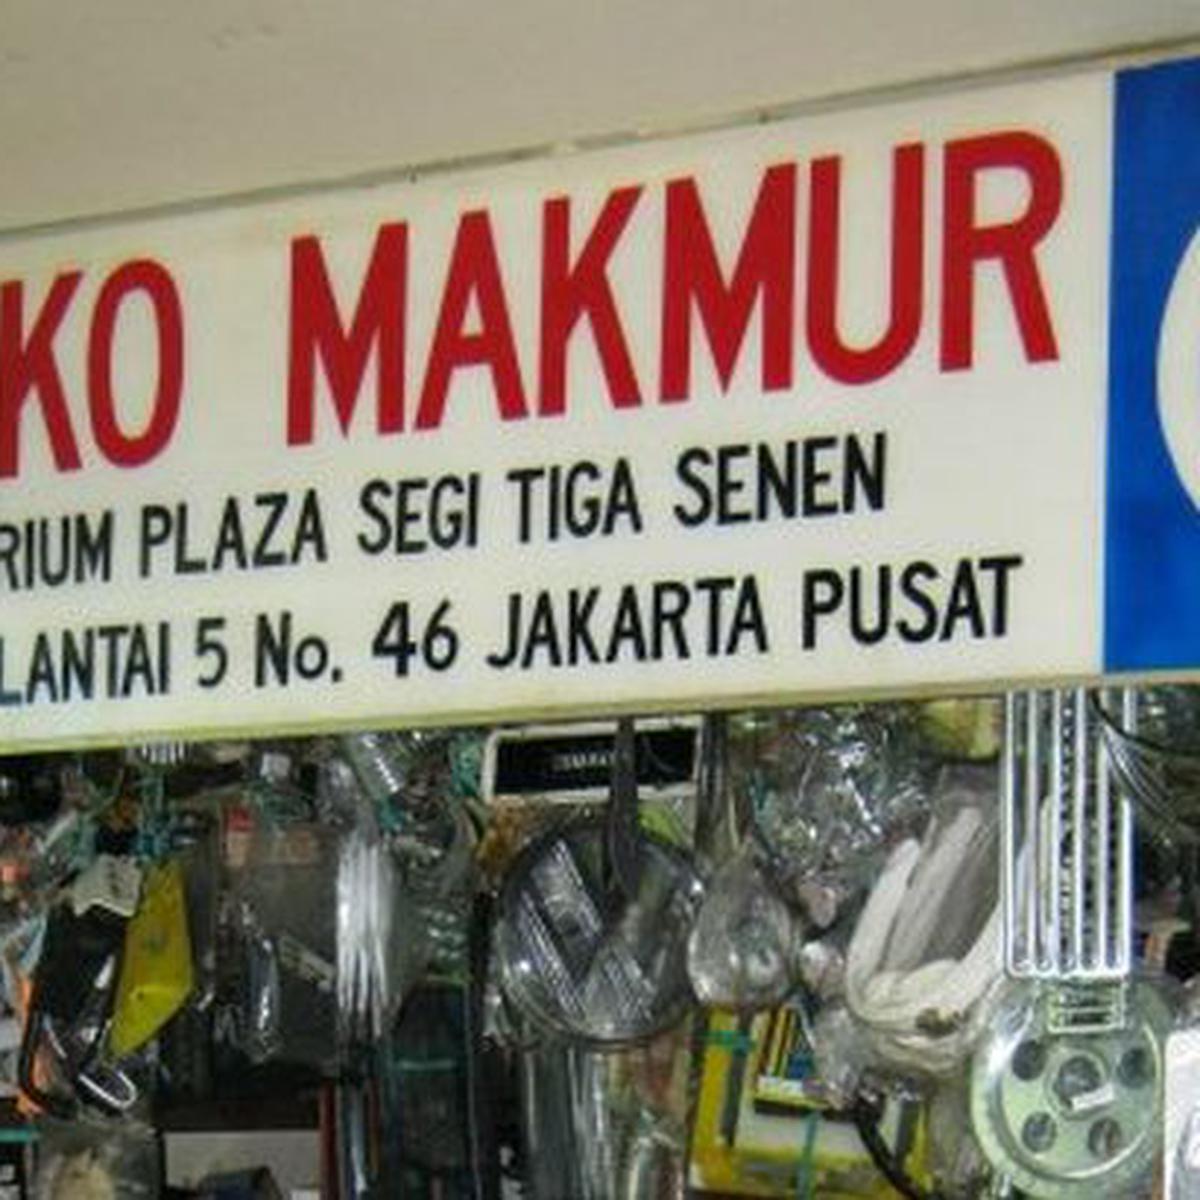 KO MAKMUR
RIUM PLAZA SEGI TIGA SENEN
LANTAI 5 No. 46 JAKARTA PUSAT